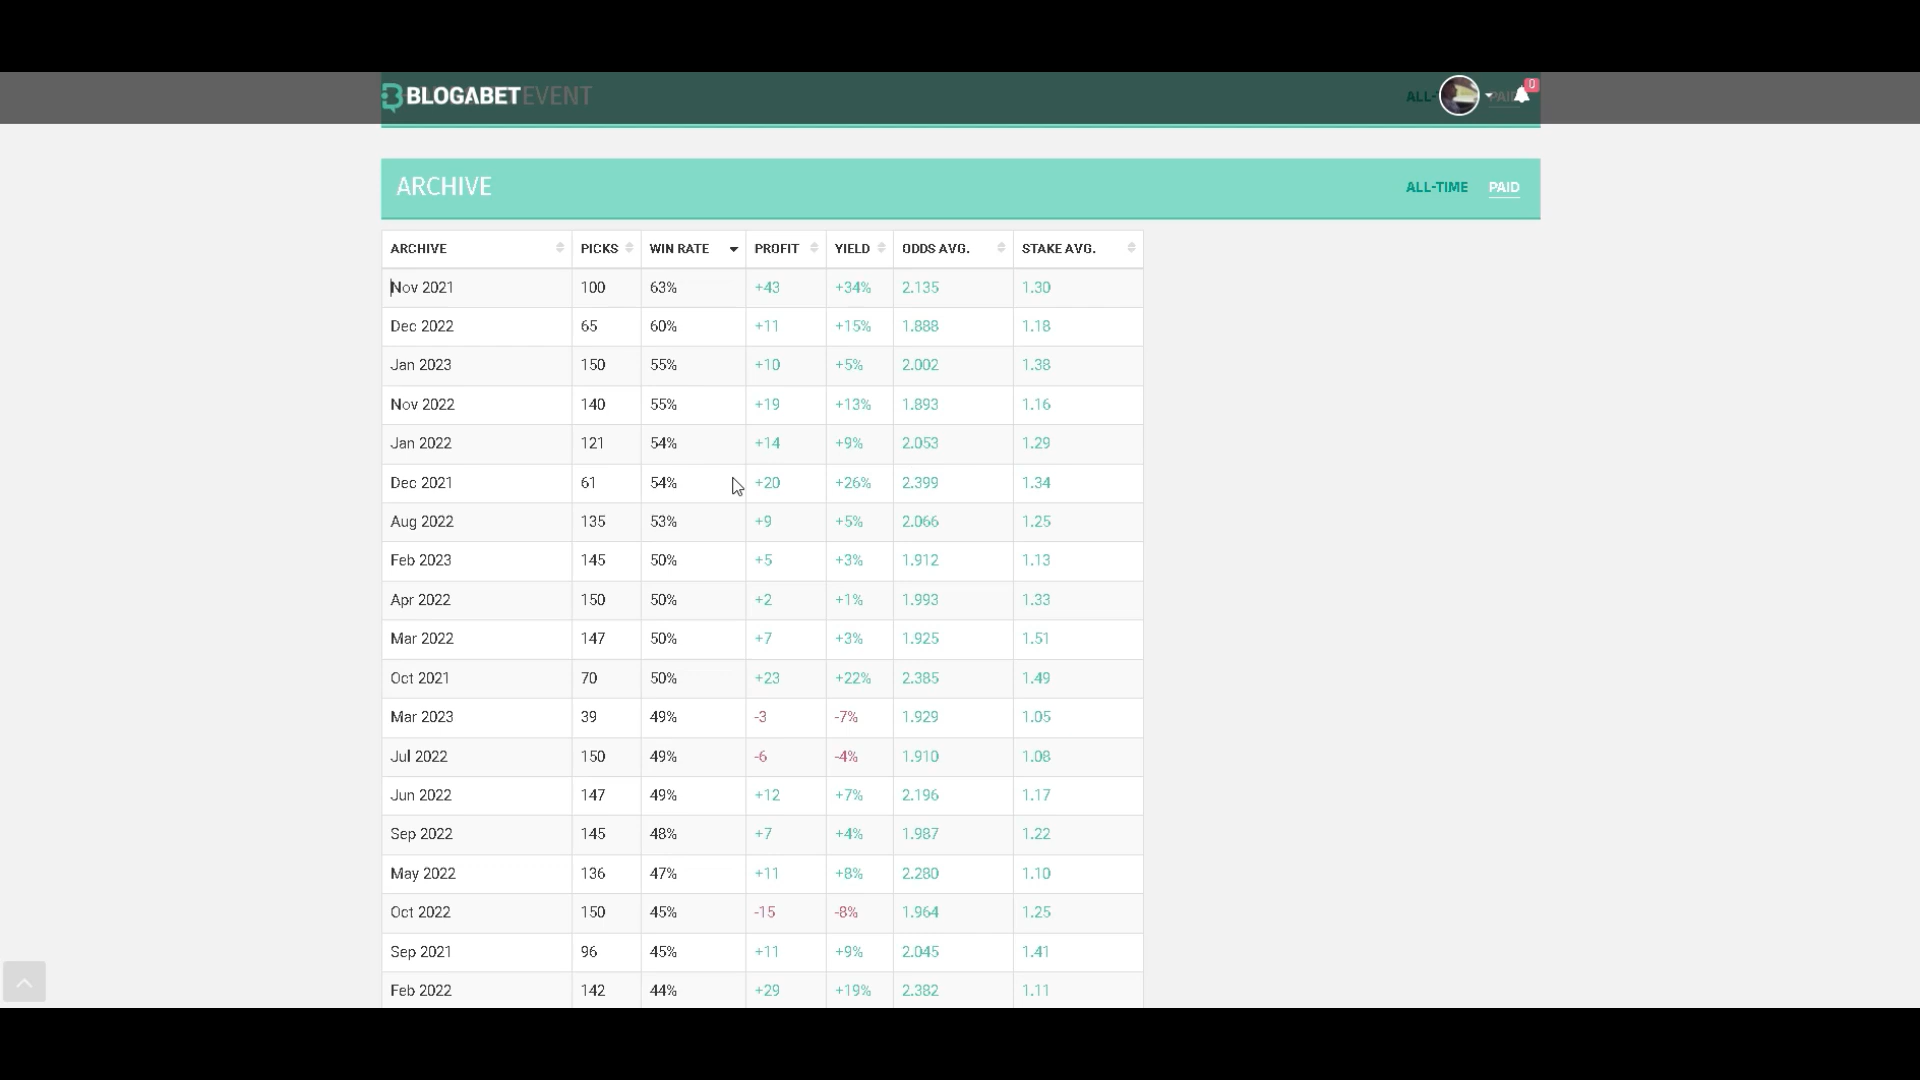 BLOGABET EVENT ALL- PAI 0
ARCHIVE ALL-TIME PAID
ARCHIVE PICKS WIN RATE PROFIT YIELD ODDS AVG. STAKE AVG.
Nov 2021 100 63% +43 +34% 2.135 1.30
Dec 2022 65 60% +11 +15% 1.888 1.18
Jan 2023 150 55% +10 +5% 2.002 1.38
Nov 2022 140 55% +19 +13% 1.893 1.16
Jan 2022 121 54% +14 +9% 2.053 1.29
Dec 2021 61 54% +20 +26% 2.399 1.34
Aug 2022 135 53% +9 +5% 2.066 1.25
Feb 2023 145 50% +5 +3% 1.912 1.13
Apr 2022 150 50% +2 +1% 1.993 1.33
Mar 2022 147 50% +7 +3% 1.925 1.51
Oct 2021 70 50% +23 +22% 2.385 1.49
Mar 2023 39 49% -3 -7% 1.929 1.05
Jul 2022 150 49% -6 -4% 1.910 1.08
Jun 2022 147 49% +12 +7% 2.196 1.17
Sep 2022 145 48% +7 +4% 1.987 1.22
May 2022 136 47% +11 +8% 2.280 1.10
Oct 2022 150 45% -15 -8% 1.964 1.25
Sep 2021 96 45% +11 +9% 2.045 1.41
Feb 2022 142 44% +29 +19% 2.382 1.11